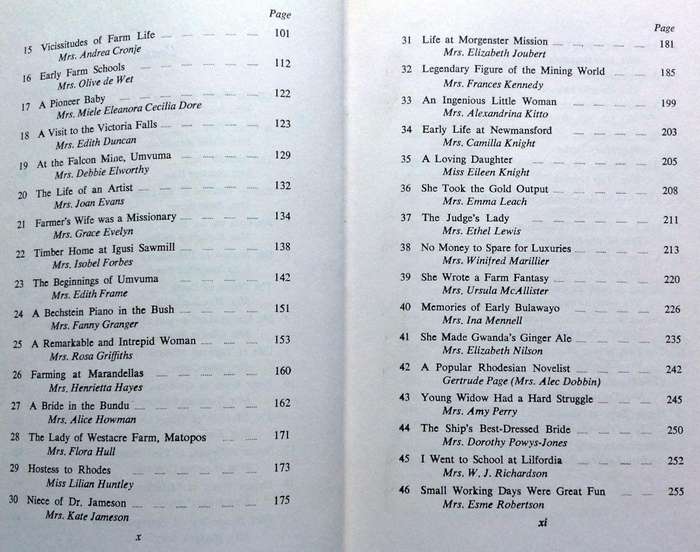 Page
15 Vicissitudes of Farm Life 101
Mrs. Andrea Cronje
16 Early Farm Schools 112
Mrs. Olive de Wet
17 A Pioneer Baby 122
Mrs. Miele Eleanora Cecilia Dore
18 A Visit to the Victoria Falls 123
Mrs. Edith Duncan
19 At the Falcon Mine, Umvuma 129
Mrs. Debbie Elworthy
20 The Life of an Artist 132
Mrs. Joan Evans
21 Farmer's Wife was a Missionary 134
Mrs. Grace Evelyn
22 Timber Home at Igusi Sawmill 138
Mrs. Isobel Forbes
23 The Beginnings of Umvuma 142
Mrs. Edith Frame
24 A Bechstein Piano in the Bush 151
Mrs. Fanny Granger
25 A Remarkable and Intrepid Woman 153
Mrs. Rosa Griffiths
26 Farming at Marandellas 160
Mrs. Henrietta Hayes
27 A Bride in the Bundu 162
Mrs. Alice Howman
28 The Lady of Westacre Farm, Matopos 171
Mrs. Flora Hull
29 Hostess to Rhodes 173
Miss Lilian Huntley
30 Niece of Dr. Jameson 175
Mrs. Kate Jameson
x
Page
31 Life at Morgenster Mission 181
Mrs. Elizabeth Joubert
32 Legendary Figure of the Mining World 185
Mrs. Frances Kennedy
33 An Ingenious Little Woman 199
Mrs. Alexandrina Kitto
34 Early Life at Newmansford 203
Mrs. Camilla Knight
35 A Loving Daughter 205
Miss Eileen Knight
36 She Took the Gold Output 208
Mrs. Emma Leach
37 The Judge's Lady 211
Mrs. Ethel Lewis
38 No Money to Spare for Luxuries 213
Mrs. Winifred Marillier
39 She Wrote a Farm Fantasy 220
Mrs. Ursula McAllister
40 Memories of Early Bulawayo 226
Mrs. Ina Mennell
41 She Made Gwanda's Ginger Ale 235
Mrs. Elizabeth Nilson
42 A Popular Rhodesian Novelist 242
Gertrude Page (Mrs. Alec Dobbin)
43 Young Widow Had a Hard Struggle 245
Mrs. Amy Perry
44 The Ship's Best-Dressed Bride 250
Mrs. Dorothy Powys-Jones
45 I Went to School at Lilfordia 252
Mrs. W. J. Richardson
46 Small Working Days Were Great Fun 255
Mrs. Esme Robertson
xi